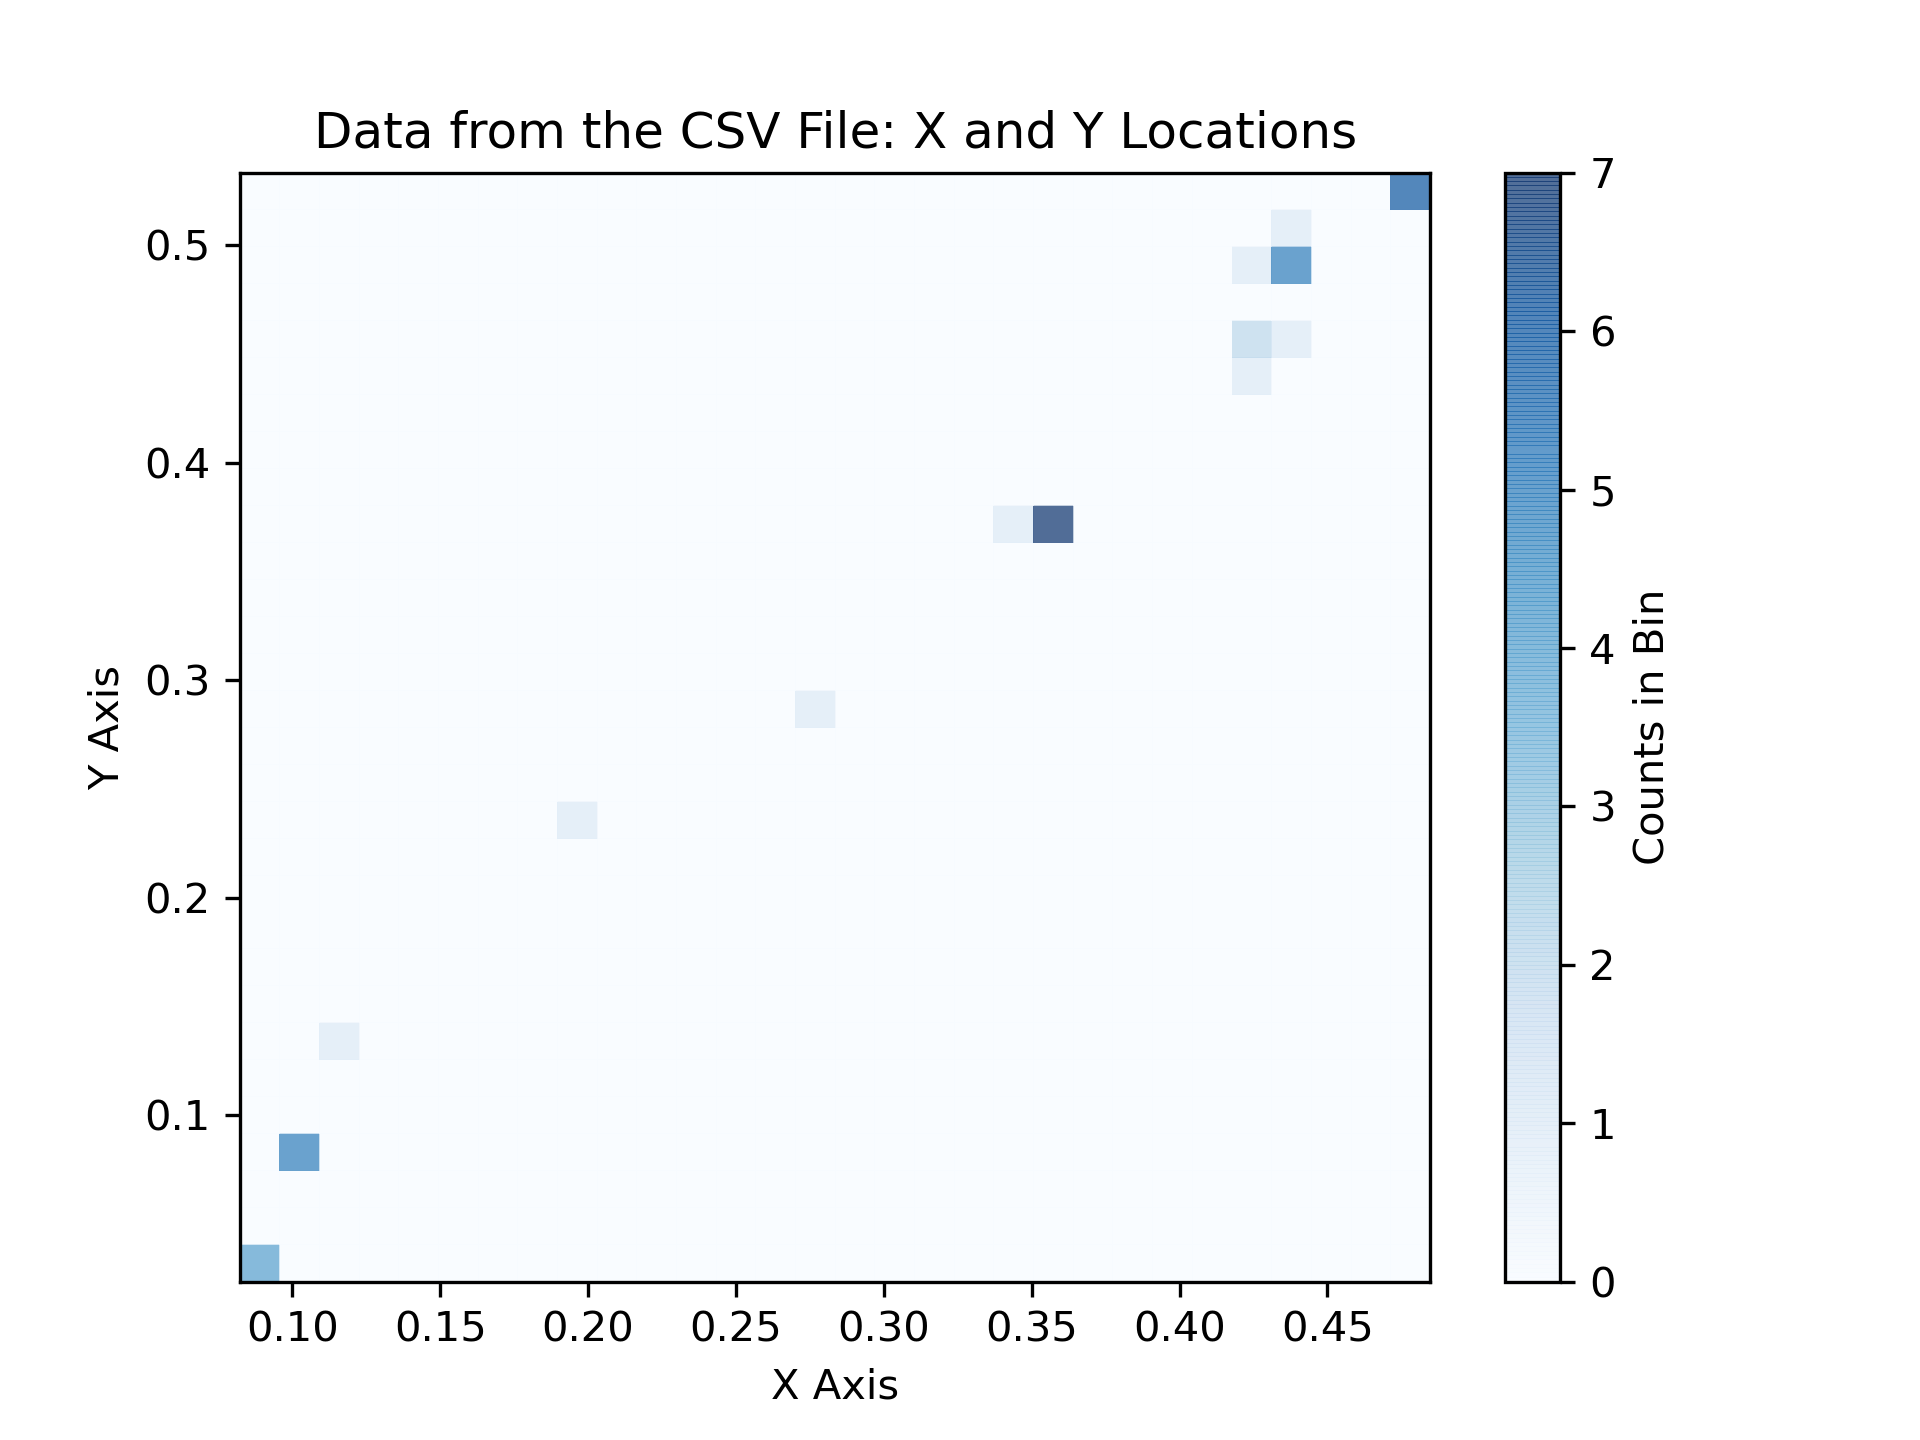 Data from the CSV File: X and Y Locations
0.5
0.4
0.3
0.2
0.1
Y Axis
0.10 0.15 0.20 0.25 0.30 0.35 0.40 0.45
X Axis
7
6
5
4
3
2
1
0
Counts in Bin